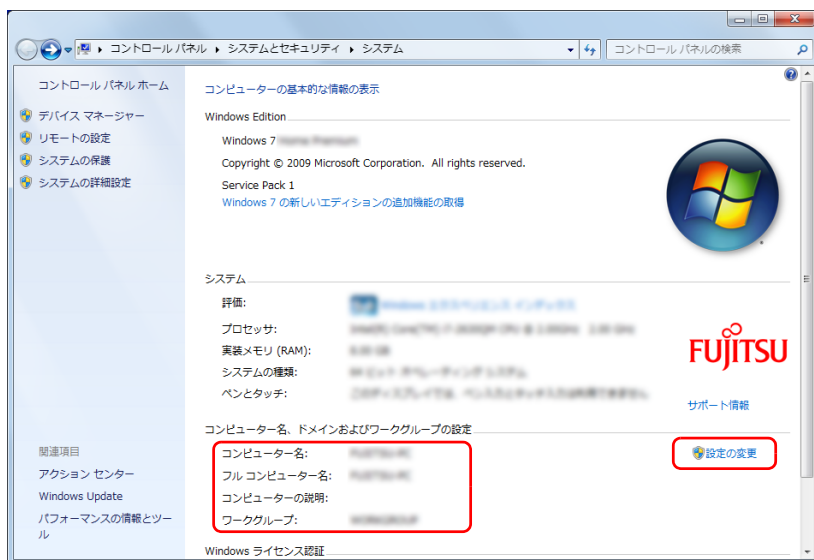 コントロール パネル ▸ システムとセキュリティ ▸ システム
コントロール パネルの検索
コントロール パネル ホーム
デバイス マネージャー
リモートの設定
システムの保護
システムの詳細設定
コンピューターの基本的な情報の表示
Windows Edition
Windows 7
Copyright © 2009 Microsoft Corporation. All rights reserved.
Service Pack 1
Windows 7 の新しいエディションの追加機能の取得
システム
評価:
プロセッサ:
実装メモリ (RAM):
システムの種類:
ペンとタッチ:
FUJITSU
サポート情報
コンピューター名、ドメインおよびワークグループの設定
コンピューター名:
フル コンピューター名:
コンピューターの説明:
ワークグループ:
設定の変更
関連項目
アクション センター
Windows Update
パフォーマンスの情報とツー
ル
Windows ライセンス認証